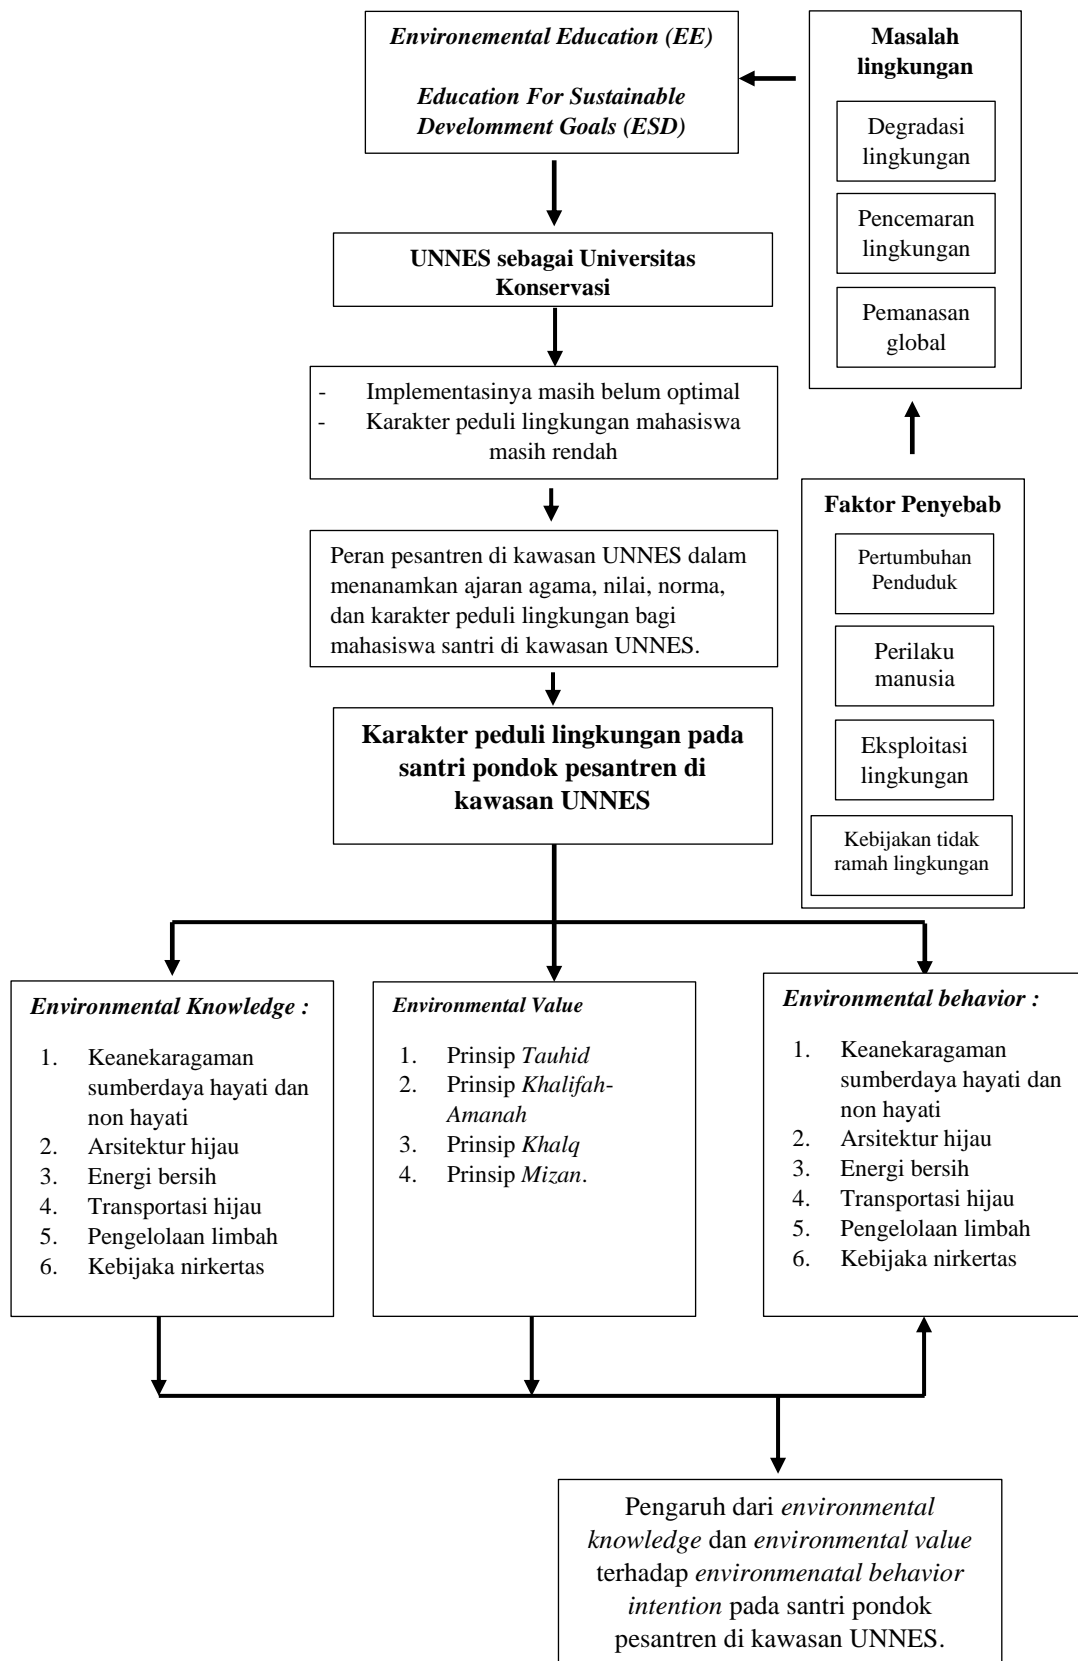 Environemental Education (EE)
Education For Sustainable
Develomment Goals (ESD)
Masalah
lingkungan
Degradasi
lingkungan
Pencemaran
lingkungan
Pemanasan
global
UNNES sebagai Universitas
Konservasi
- Implementasinya masih belum optimal
- Karakter peduli lingkungan mahasiswa
masih rendah
Faktor Penyebab
Pertumbuhan
Penduduk
Perilaku
manusia
Eksploitasi
lingkungan
Kebijakan tidak
ramah lingkungan
Peran pesantren di kawasan UNNES dalam
menanamkan ajaran agama, nilai, norma,
dan karakter peduli lingkungan bagi
mahasiswa santri di kawasan UNNES.
Karakter peduli lingkungan pada
santri pondok pesantren di
kawasan UNNES
Environmental Knowledge :
1. Keanekaragaman
sumberdaya hayati dan
non hayati
2. Arsitektur hijau
3. Energi bersih
4. Transportasi hijau
5. Pengelolaan limbah
6. Kebijaka nirkertas
Environmental Value
1. Prinsip Tauhid
2. Prinsip Khalifah-
Amanah
3. Prinsip Khalq
4. Prinsip Mizan.
Environmental behavior :
1. Keanekaragaman
sumberdaya hayati dan
non hayati
2. Arsitektur hijau
3. Energi bersih
4. Transportasi hijau
5. Pengelolaan limbah
6. Kebijaka nirkertas
Pengaruh dari environmental
knowledge dan environmental value
terhadap environmenatal behavior
intention pada santri pondok
pesantren di kawasan UNNES.